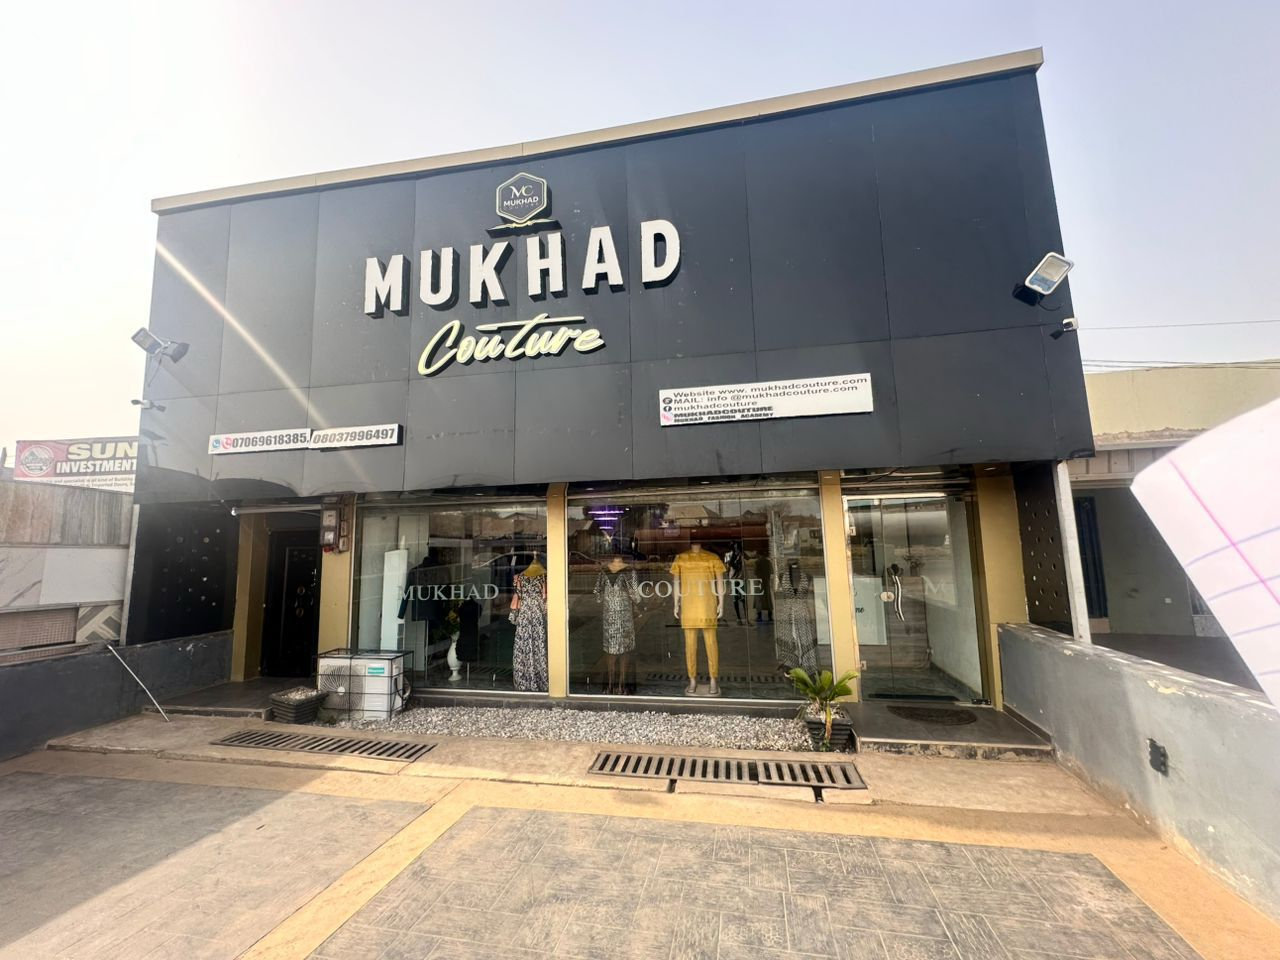 MC
MUKHAD
COUTURE
MUKHAD
Couture
Website www. mukhadcouture.com
MAIL: info @mukhadcouture.com
mukhadcouture
MUKHADCOUTURE
MUKHAD FASHION ACADEMY
07069618385, 08037996497
SUN
INVESTMENT
MUKHAD COUTURE